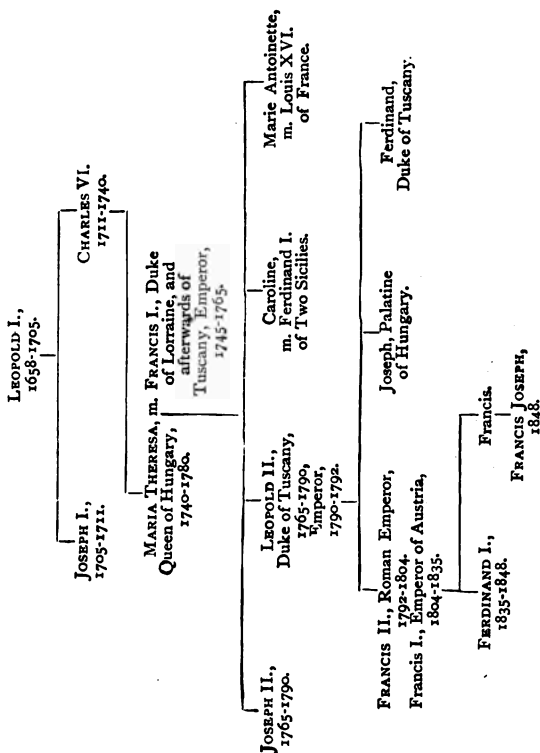 LEOPOLD I.,
1658-1705.
JOSEPH I.,
1705-1711.
CHARLES VI.
1711-1740.
MARIA THERESA, m. FRANCIS I., Duke
Queen of Hungary,
1740-1780.
of Lorraine, and
afterwards of
Tuscany, Emperor,
1745-1765.
JOSEPH II.,
1765-1790.
LEOPOLD II.,
Duke of Tuscany,
1765-1790,
Emperor,
1790-1792.
Caroline,
m. Ferdinand I.
of Two Sicilies.
Marie Antoinette,
m. Louis XVI.
of France.
FRANCIS II., Roman Emperor,
1792-1804.
Francis I., Emperor of Austria,
1804-1835.
Joseph, Palatine
of Hungary.
Ferdinand,
Duke of Tuscany.
FERDINAND I.,
1835-1848.
Francis.
FRANCIS JOSEPH,
1848.